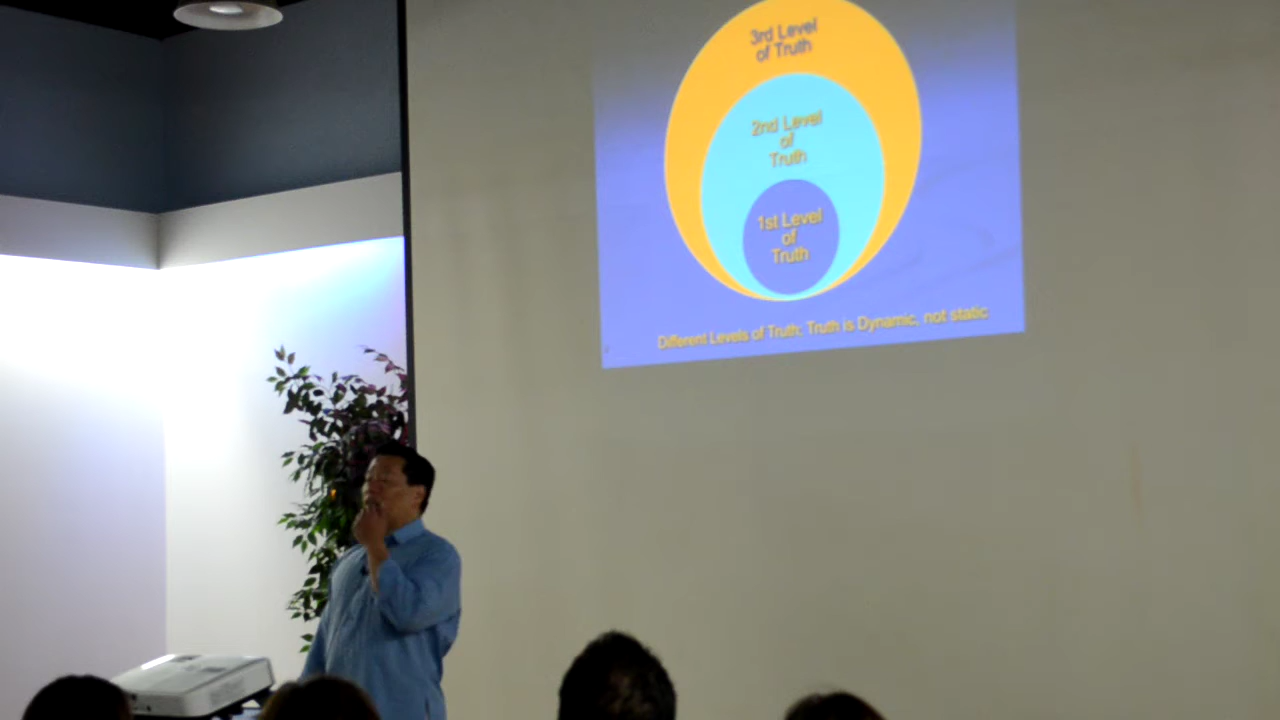 3rd Level
of Truth
2nd Level
of
Truth
1st Level
of
Truth
Different Levels of Truth: Truth is Dynamic, not static